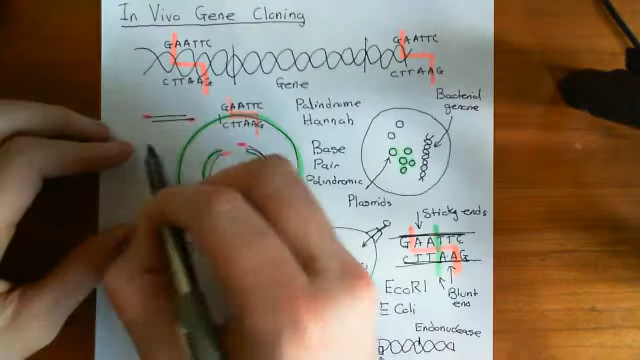 In Vivo Gene Cloning
GAATTC
CTTAAG
Gene
GAATTC
CTTAAG
GAATTC
CTTAAG
Palindrome
Hannah
Base
Pair
Palindromic
Bacterial
genome
Plasmids
Sticky ends
GAATTC
CTTAAG
EcoRI
E Coli
Blunt
end
Endonuclease